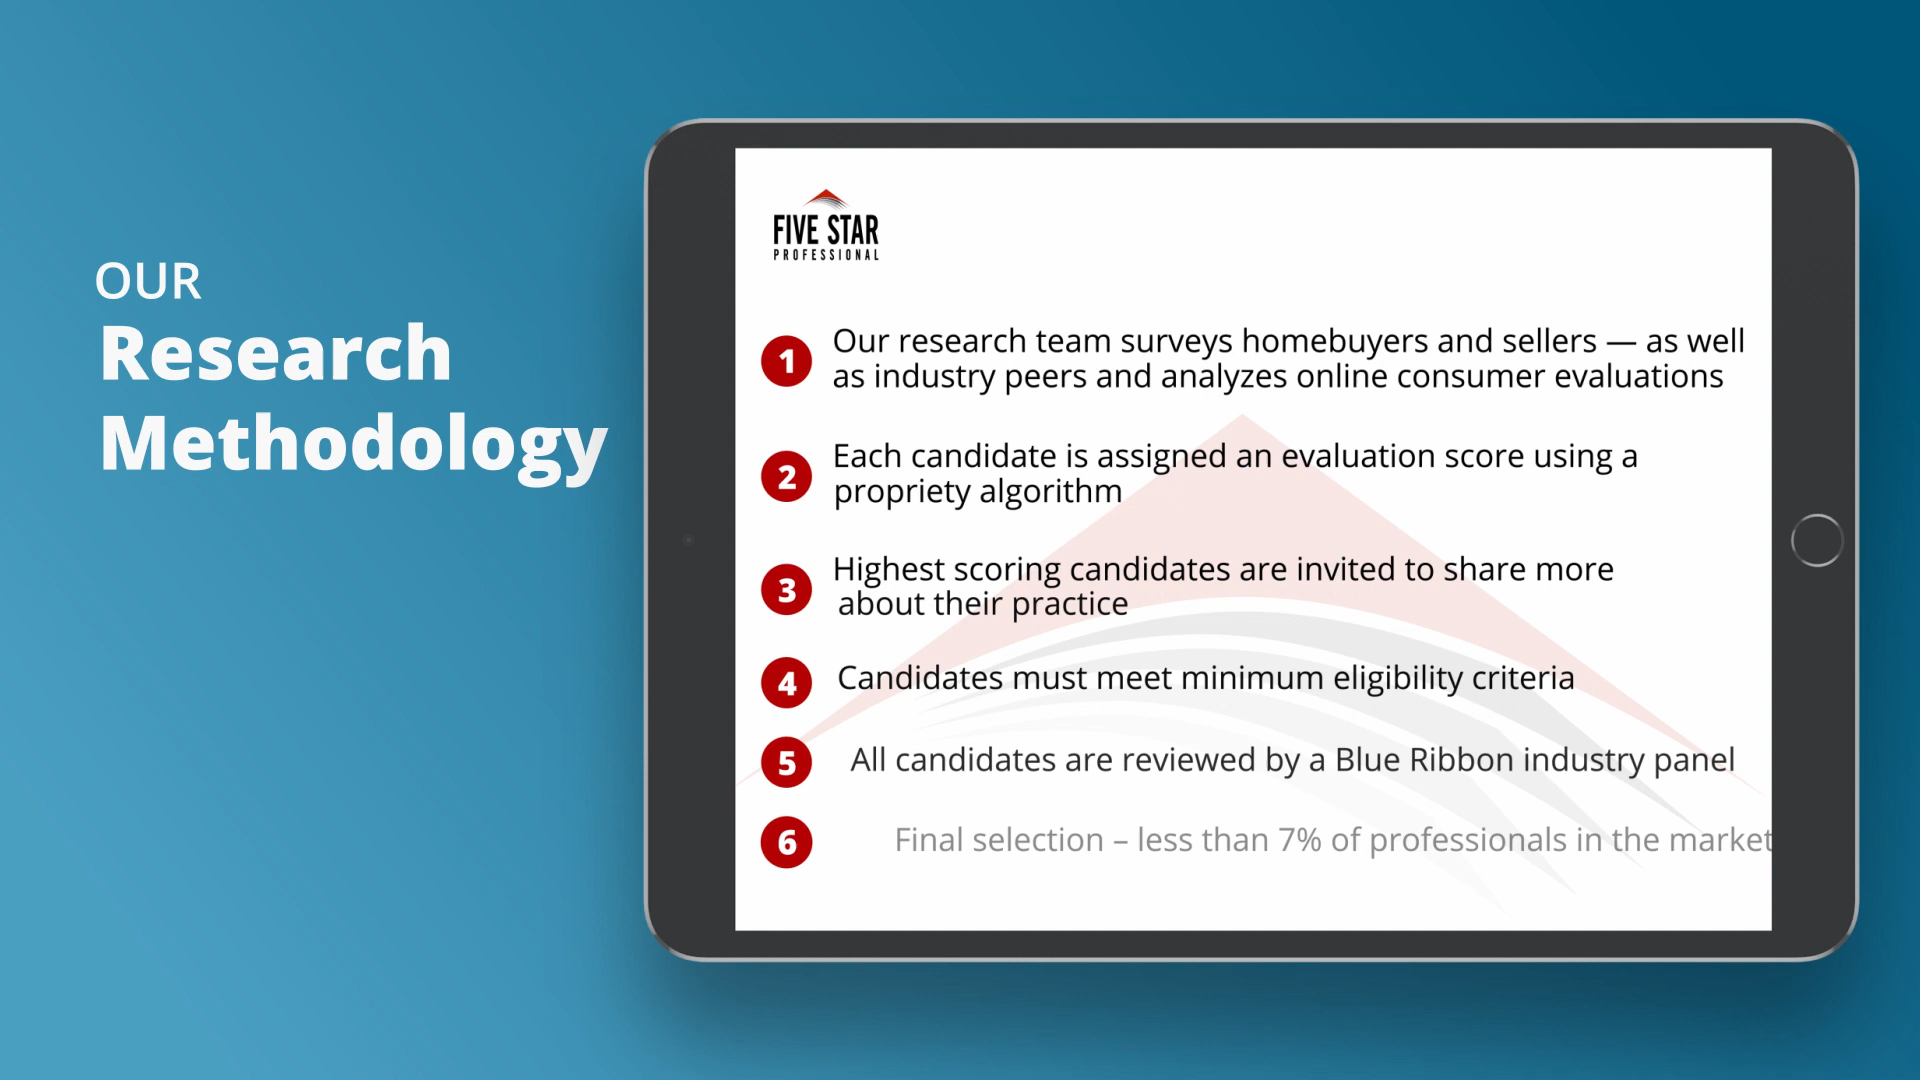 OUR
Research
Methodology
FIVE STAR
PROFESSIONAL
1 Our research team surveys homebuyers and sellers — as well
as industry peers and analyzes online consumer evaluations
2 Each candidate is assigned an evaluation score using a
propriety algorithm
3 Highest scoring candidates are invited to share more
about their practice
4 Candidates must meet minimum eligibility criteria
5 All candidates are reviewed by a Blue Ribbon industry panel
6 Final selection – less than 7% of professionals in the market